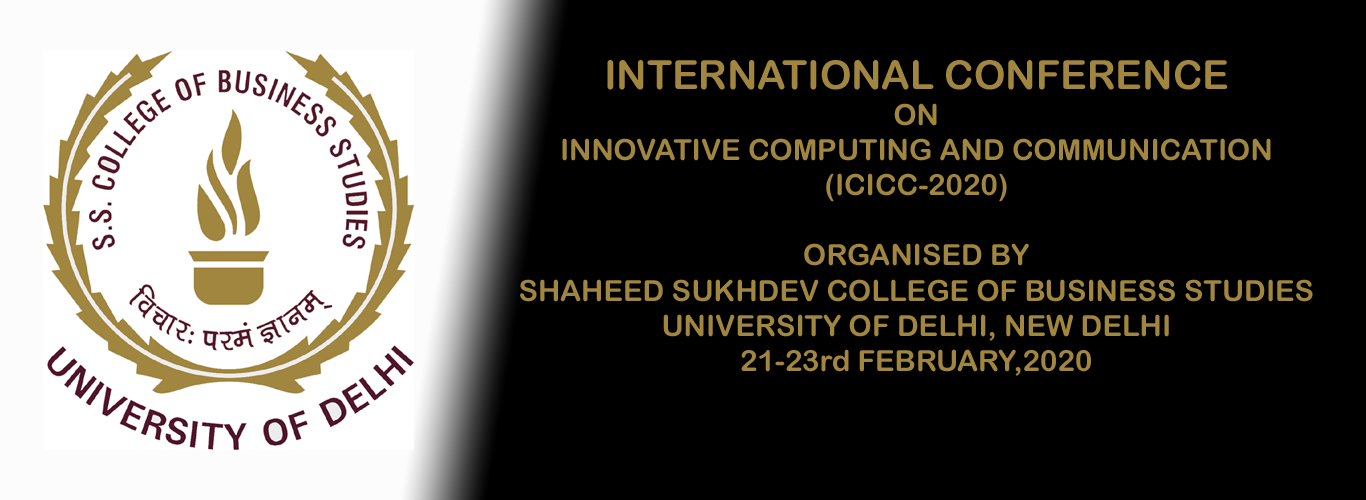 S.S. COLLEGE OF BUSINESS STUDIES
विचार: परमं ज्ञानम्
UNIVERSITY OF DELHI
INTERNATIONAL CONFERENCE
ON
INNOVATIVE COMPUTING AND COMMUNICATION
(ICICC-2020)
ORGANISED BY
SHAHEED SUKHDEV COLLEGE OF BUSINESS STUDIES
UNIVERSITY OF DELHI, NEW DELHI
21-23rd FEBRUARY,2020